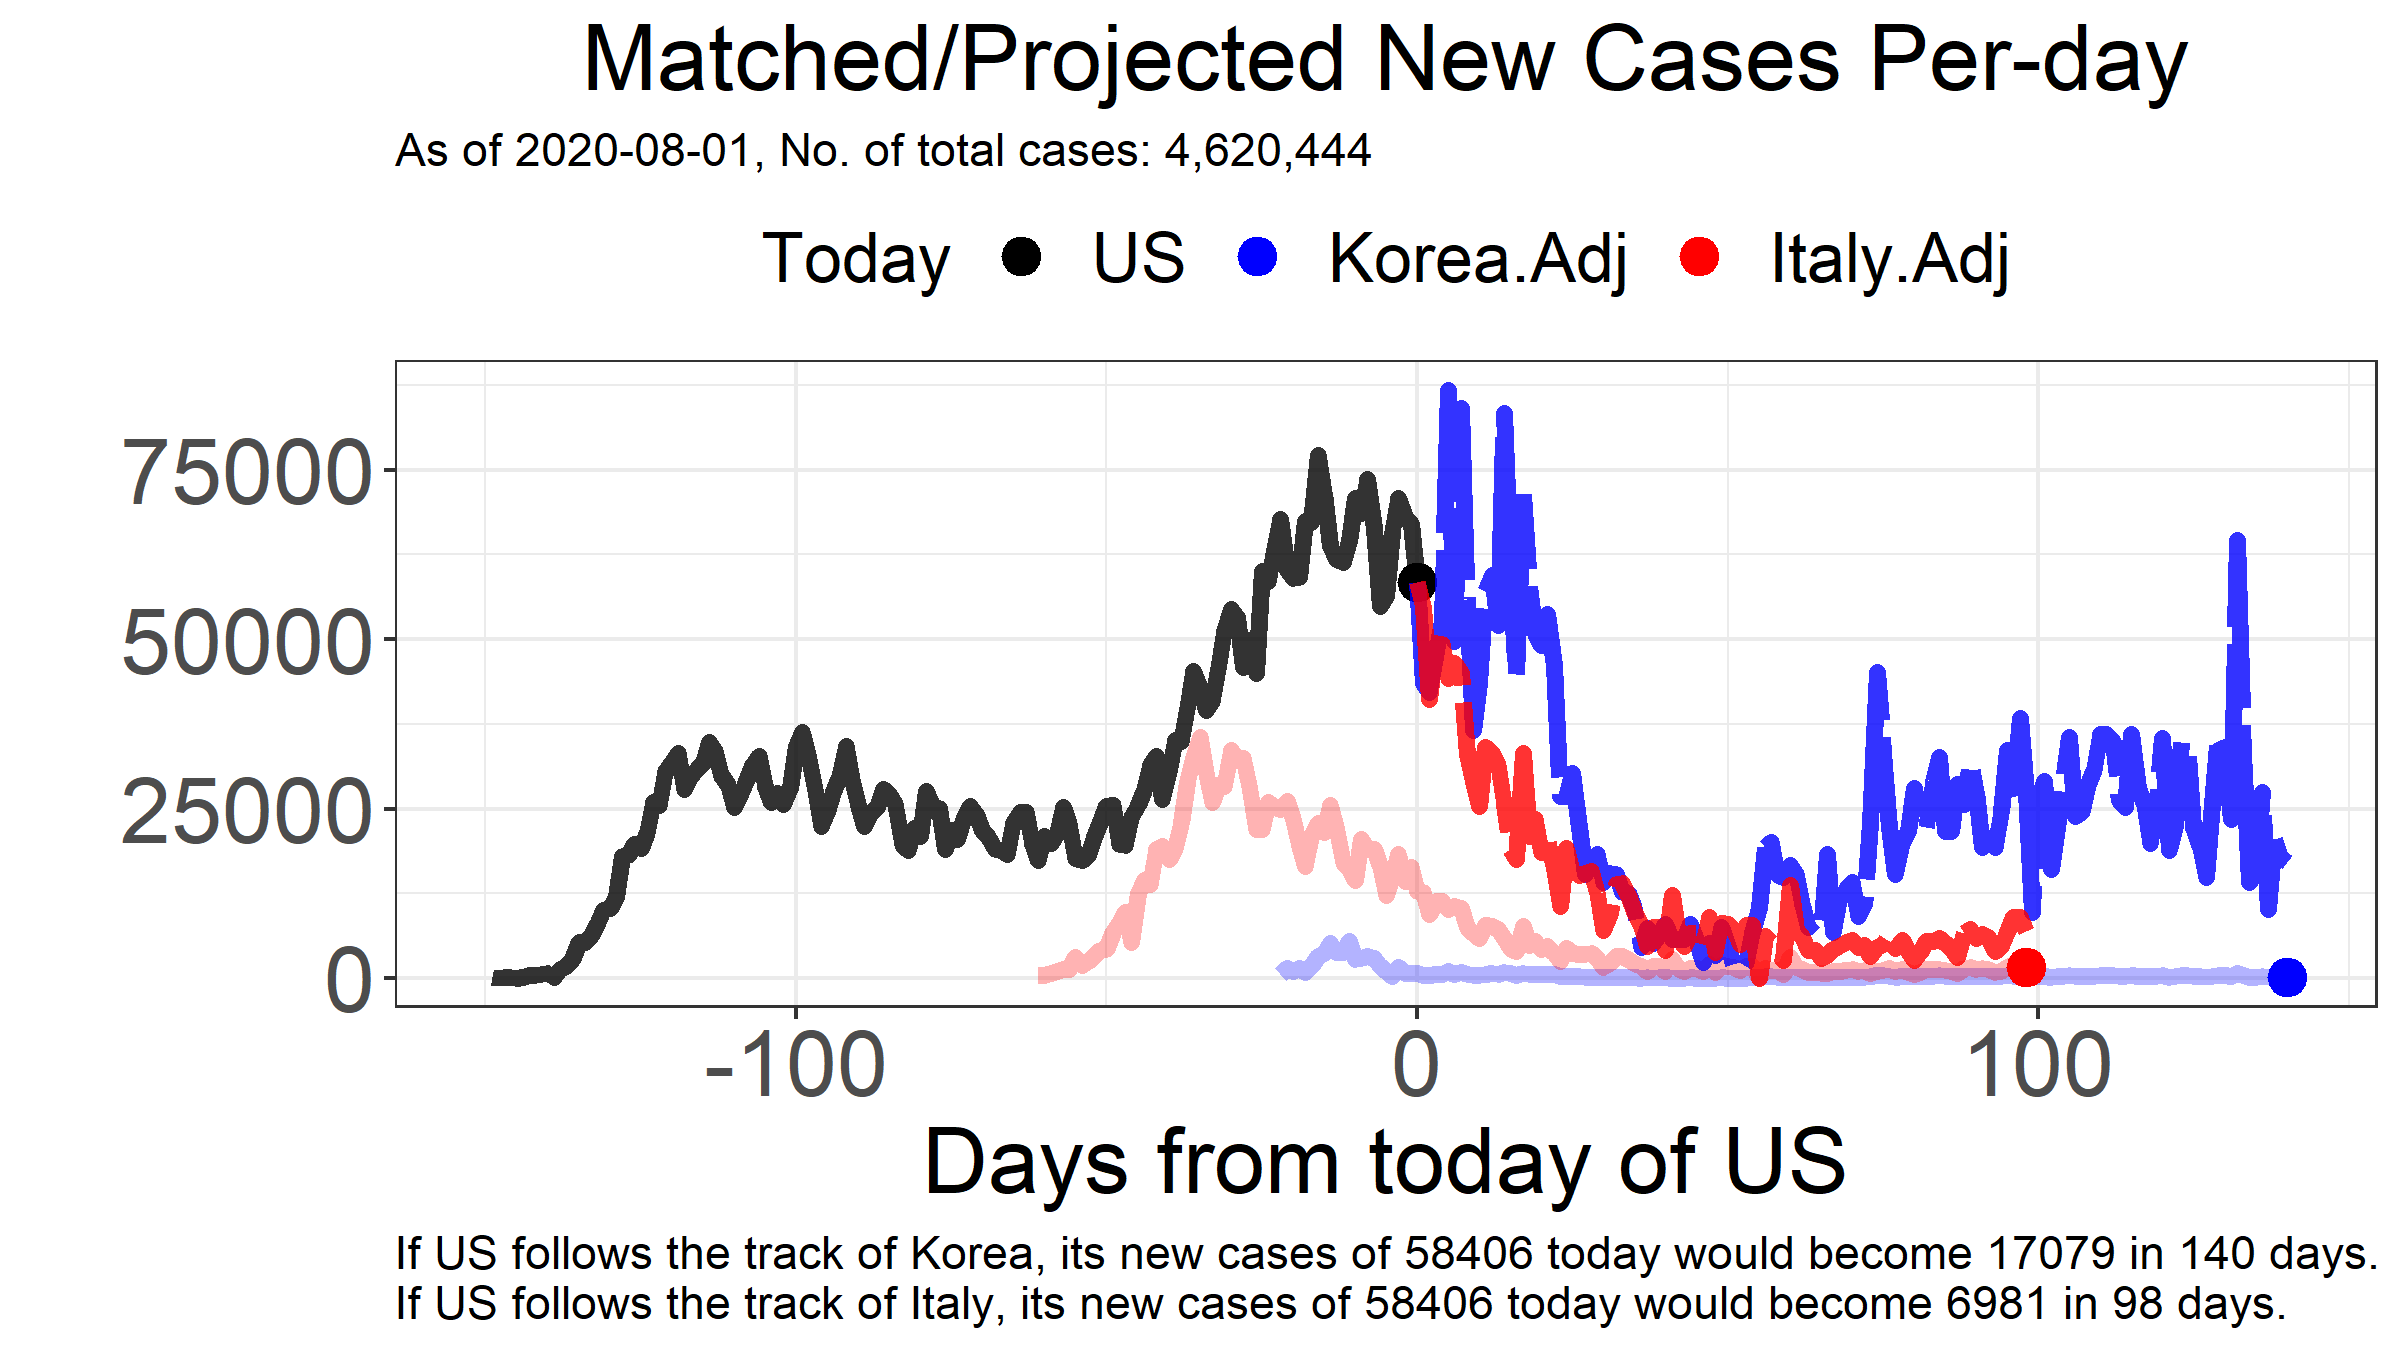 Matched/Projected New Cases Per-day
As of 2020-08-01, No. of total cases: 4,620,444
Today US Korea.Adj Italy.Adj
75000
50000
25000
0
-100 0 100
Days from today of US
If US follows the track of Korea, its new cases of 58406 today would become 17079 in 140 days.
If US follows the track of Italy, its new cases of 58406 today would become 6981 in 98 days.